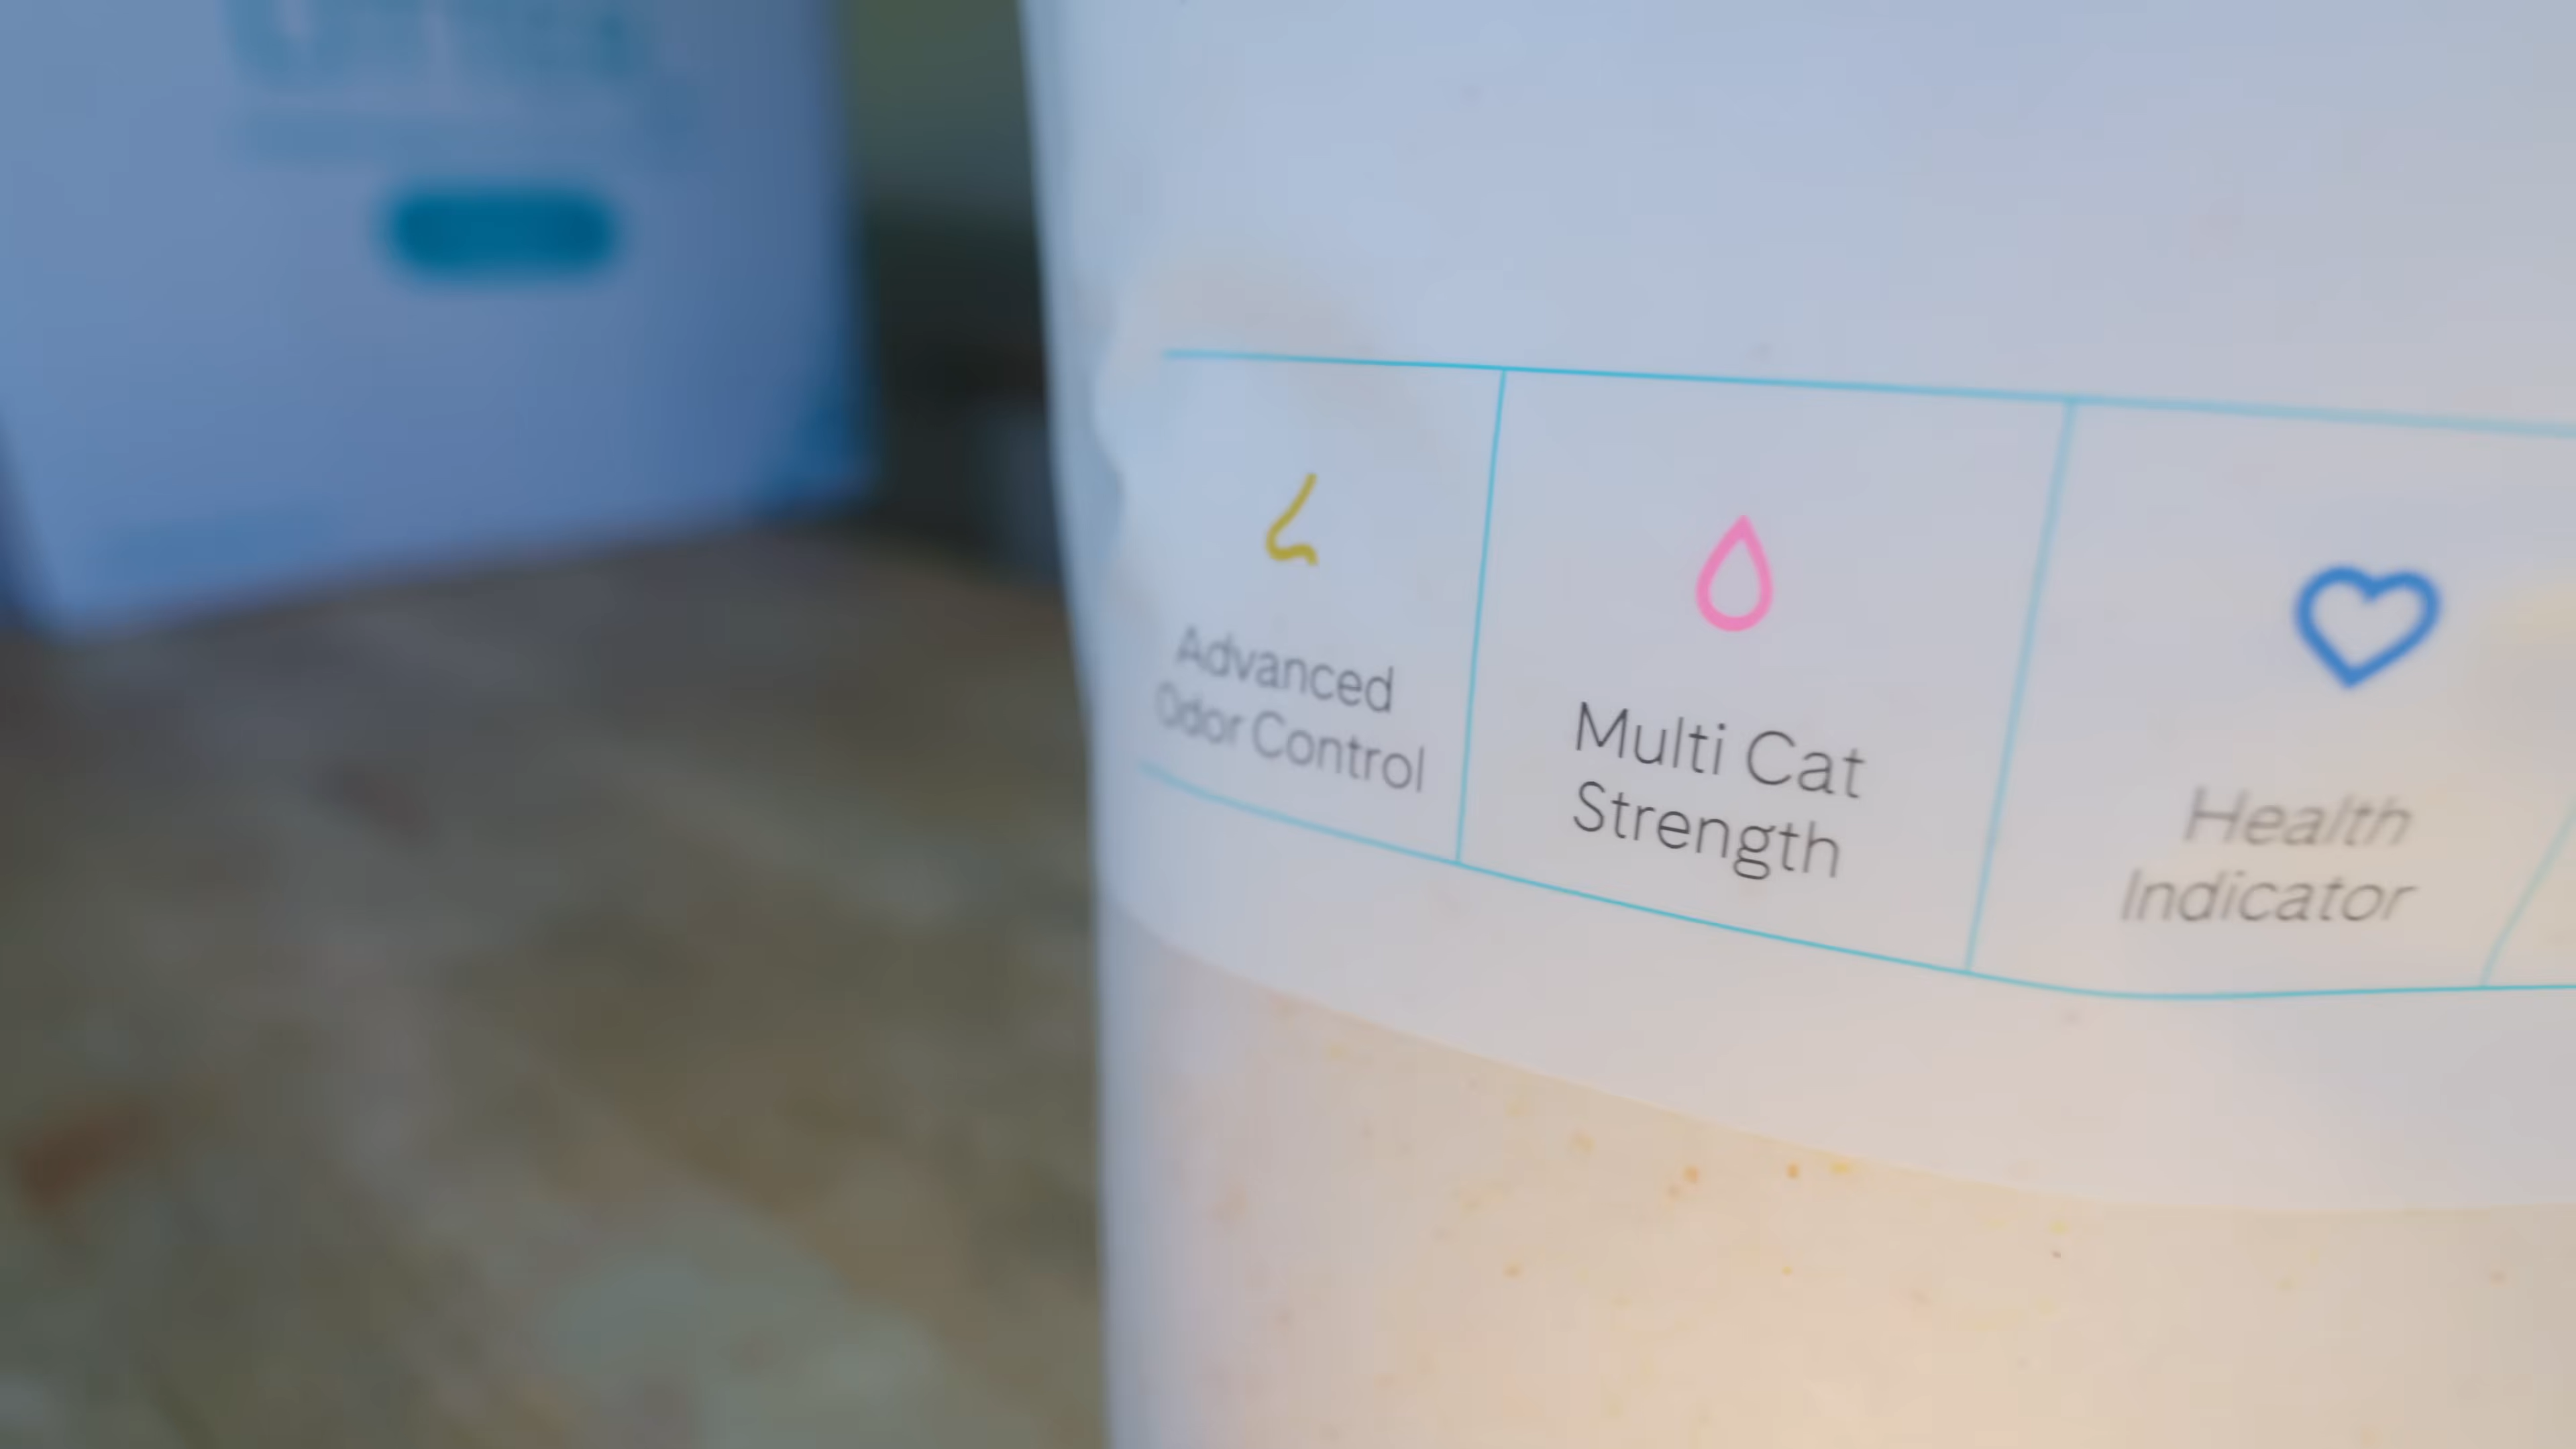 Advanced
Odor Control
Multi Cat
Strength
Health
Indicator